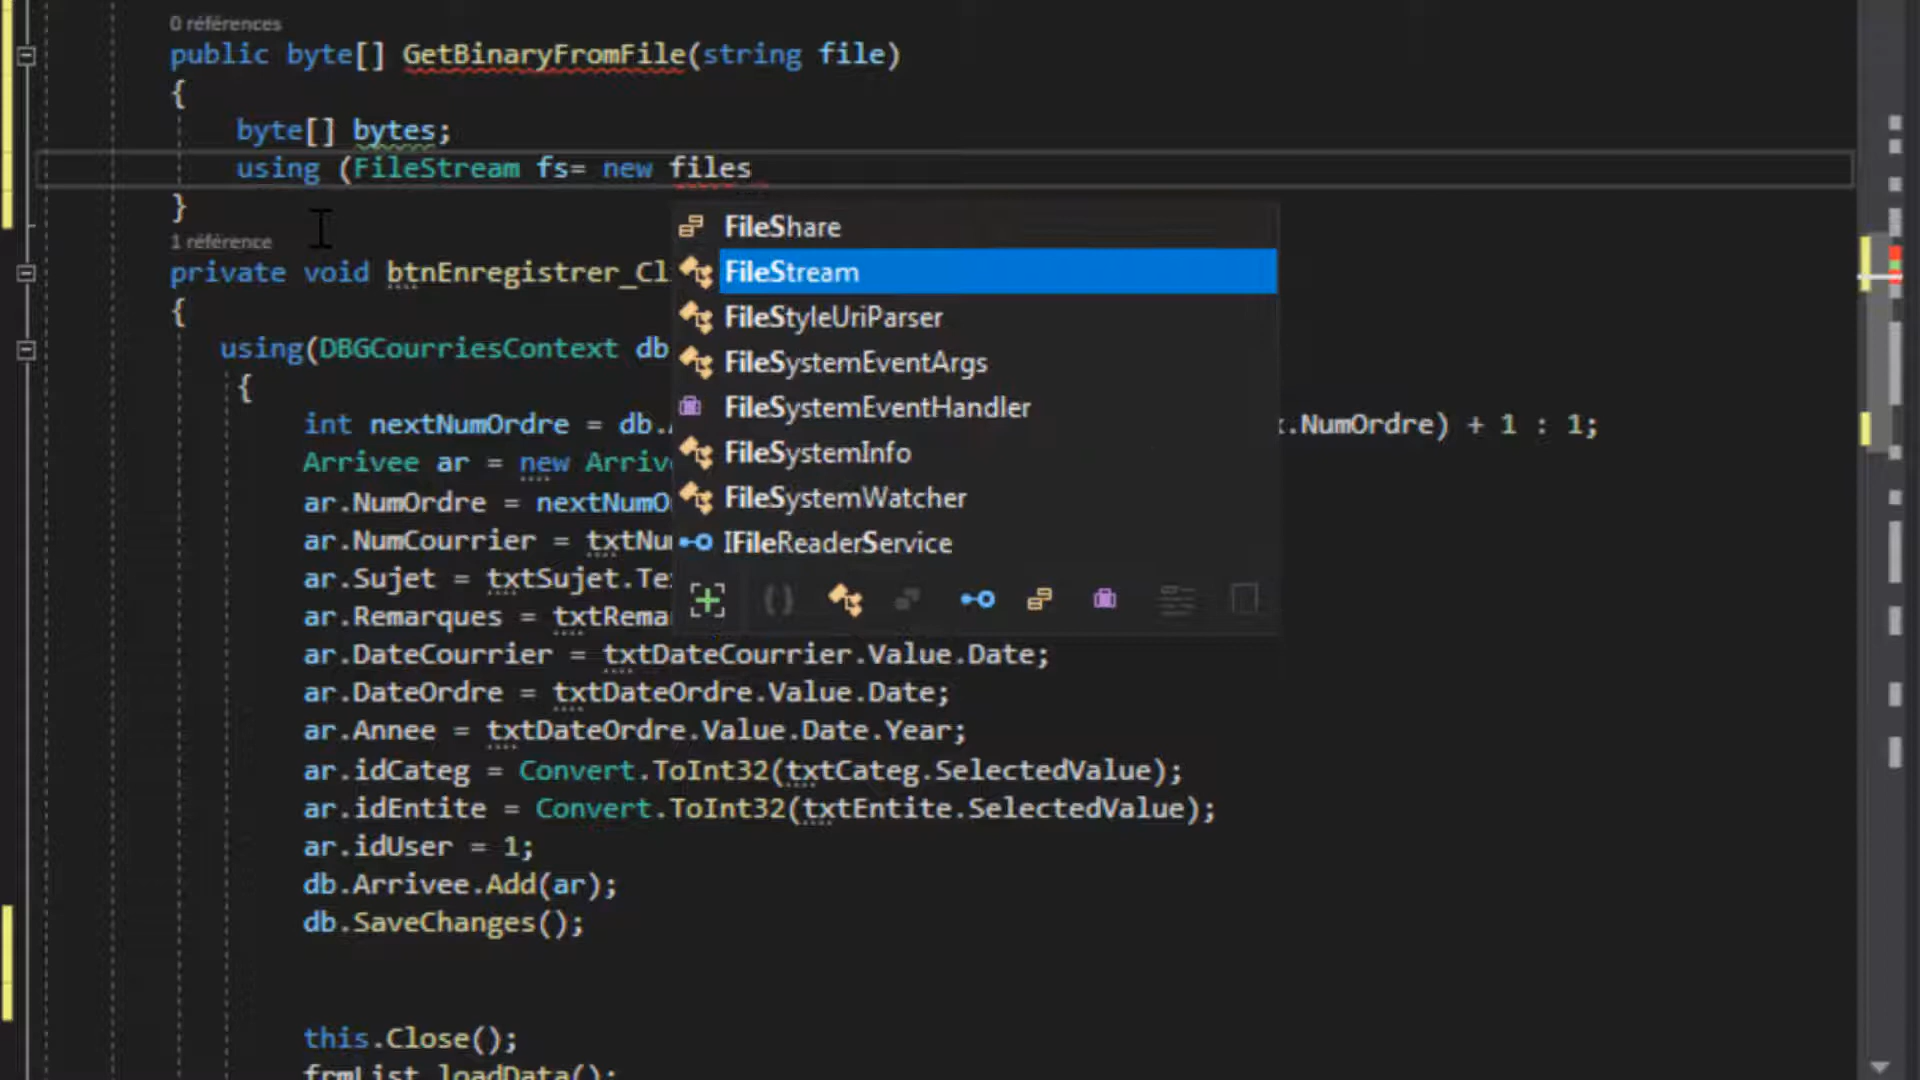 0 références
public byte[] GetBinaryFromFile(string file)
{
byte[] bytes;
using (FileStream fs= new files
}
1 référence
private void btnEnregistrer_Cl
{
using(DBGCourriesContext db
{
int nextNumOrdre = db. .NumOrdre) + 1 : 1;
Arrivee ar = new Arrive
ar.NumOrdre = nextNumO
ar.NumCourrier = txtNu
ar.Sujet = txtSujet.Te
ar.Remarques = txtRema
ar.DateCourrier = txtDateCourrier.Value.Date;
ar.DateOrdre = txtDateOrdre.Value.Date;
ar.Annee = txtDateOrdre.Value.Date.Year;
ar.idCateg = Convert.ToInt32(txtCateg.SelectedValue);
ar.idEntite = Convert.ToInt32(txtEntite.SelectedValue);
ar.idUser = 1;
db.Arrivee.Add(ar);
db.SaveChanges();
this.Close();
frmList.loadData();
FileShare
FileStream
FileStyleUriParser
FileSystemEventArgs
FileSystemEventHandler
FileSystemInfo
FileSystemWatcher
IFileReaderService